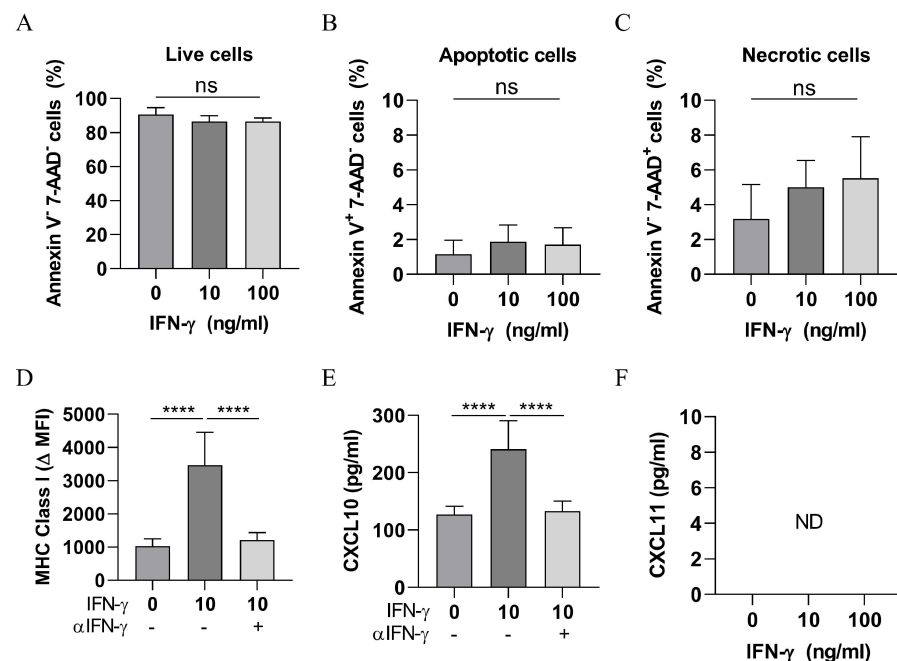 A
Live cells
Annexin V⁻ 7-AAD⁻ cells (%)
ns
100
80
60
40
20
0
0 10 100
IFN-γ (ng/ml)
B
Apoptotic cells
Annexin V⁺ 7-AAD⁻ cells (%)
ns
10
8
6
4
2
0
0 10 100
IFN-γ (ng/ml)
C
Necrotic cells
Annexin V⁻ 7-AAD⁺ cells (%)
ns
10
8
6
4
2
0
0 10 100
IFN-γ (ng/ml)
D
MHC Class I (Δ MFI)
**** ****
5000
4000
3000
2000
1000
0
IFN-γ 0 10 10
αIFN-γ - - +
E
CXCL10 (pg/ml)
**** ****
300
200
100
0
IFN-γ 0 10 10
αIFN-γ - - +
F
CXCL11 (pg/ml)
10
8
6
4
2
0
ND
0 10 100
IFN-γ (ng/ml)